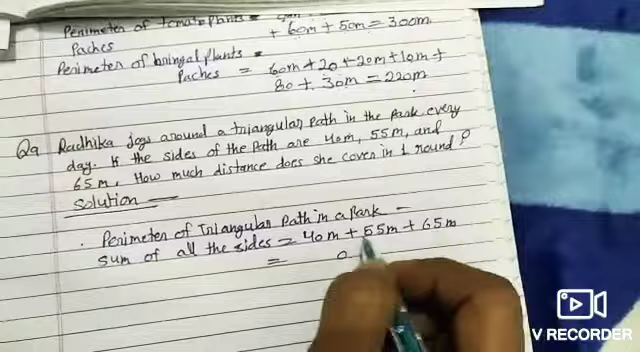 Perimeter of tomato plants =
+ 60m + 50m = 300m
Paches
Perimeter of bringal plants =
Paches = 60m + 20 + 20m + 10m +
80 + 30m = 220m
Q9 Radhika jogs around a triangular path in the park every
day. If the sides of the path are 40m, 55m, and
65m, How much distance does she cover in 1 round?
Solution —
Perimeter of Triangular Path in a Park -
sum of all the sides = 40m + 55m + 65m
=
V RECORDER